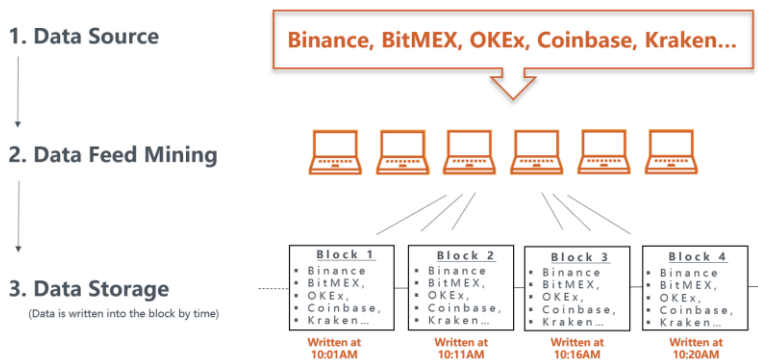 1. Data Source
Binance, BitMEX, OKEx, Coinbase, Kraken...
2. Data Feed Mining
3. Data Storage
(Data is written into the block by time)
Block 1
▪ Binance
▪ BitMEX,
▪ OKEx,
▪ Coinbase,
▪ Kraken...
Written at
10:01AM
Block 2
▪ Binance
▪ BitMEX,
▪ OKEx,
▪ Coinbase,
▪ Kraken...
Written at
10:11AM
Block 3
▪ Binance
▪ BitMEX,
▪ OKEx,
▪ Coinbase,
▪ Kraken...
Written at
10:16AM
Block 4
▪ Binance
▪ BitMEX,
▪ OKEx,
▪ Coinbase,
▪ Kraken...
Written at
10:20AM